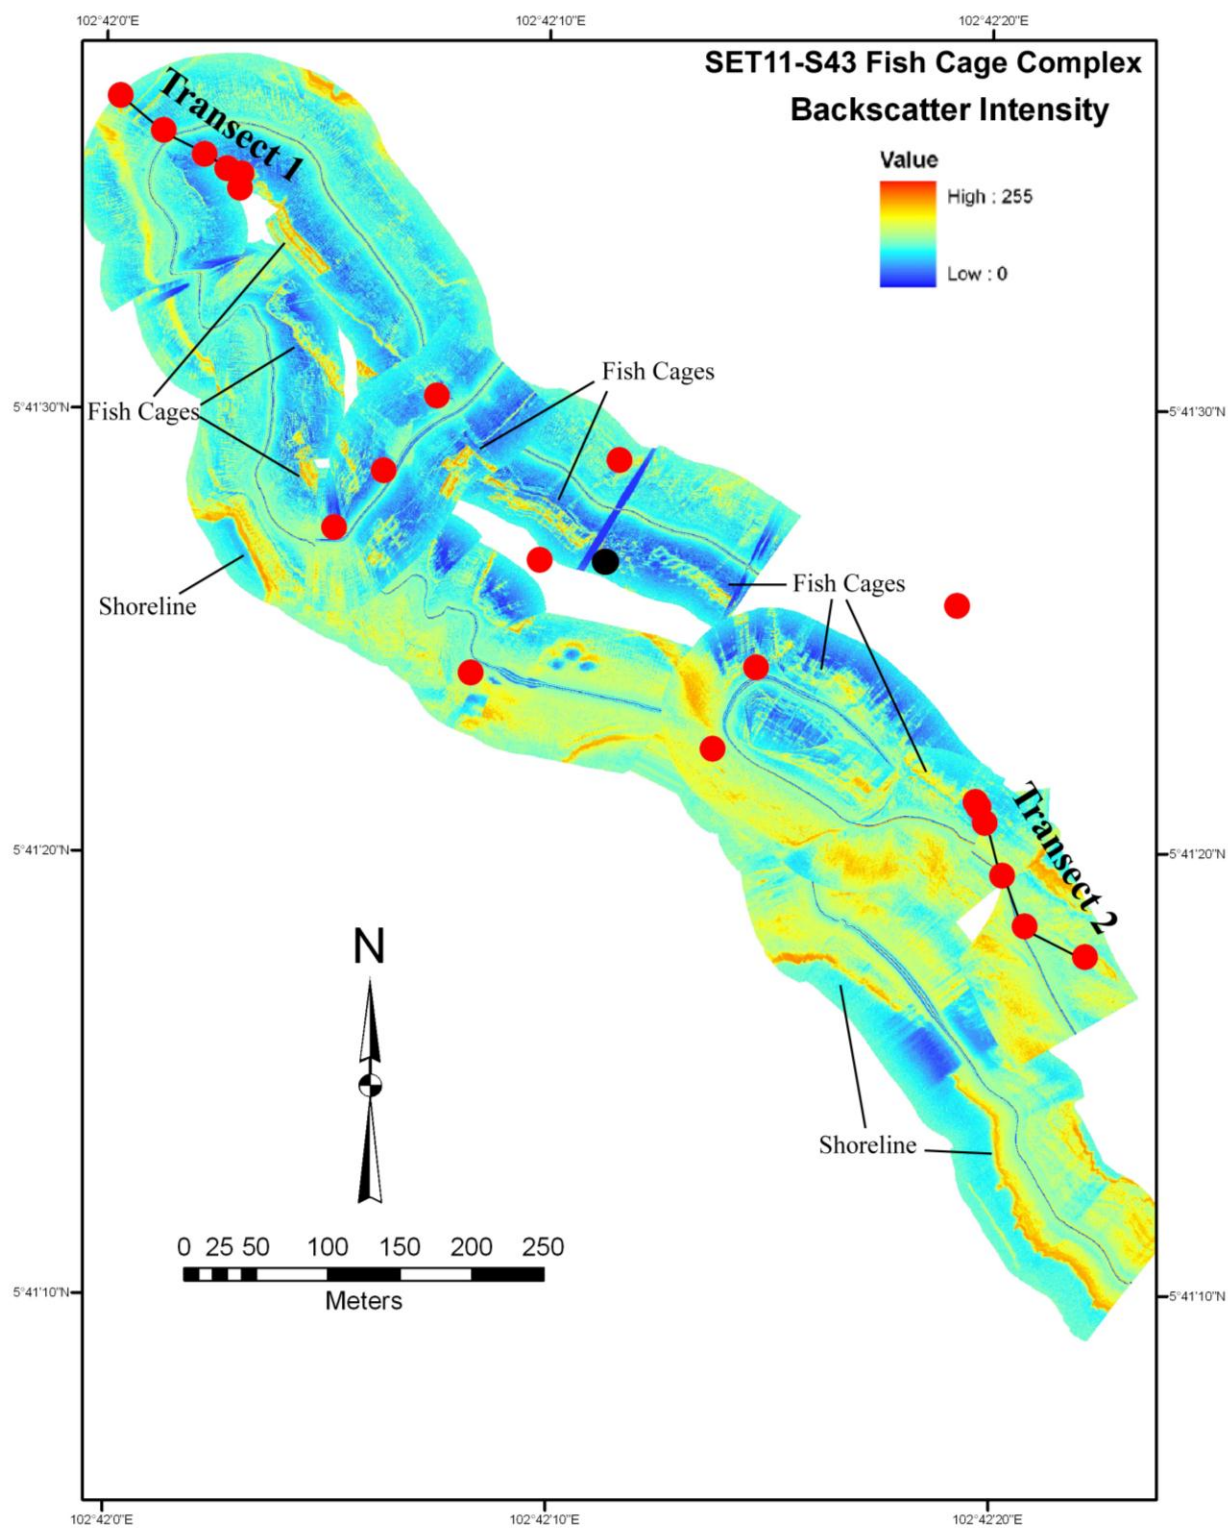 102°42'0"E 102°42'10"E 102°42'20"E
SET11-S43 Fish Cage Complex
Backscatter Intensity
Value
High : 255
Low : 0
Transect 1
Fish Cages
Fish Cages
5°41'30"N
5°41'30"N
Fish Cages
Shoreline
Transect 2
5°41'20"N
5°41'20"N
N
Shoreline
0 25 50 100 150 200 250
Meters
5°41'10"N
5°41'10"N
102°42'0"E 102°42'10"E 102°42'20"E